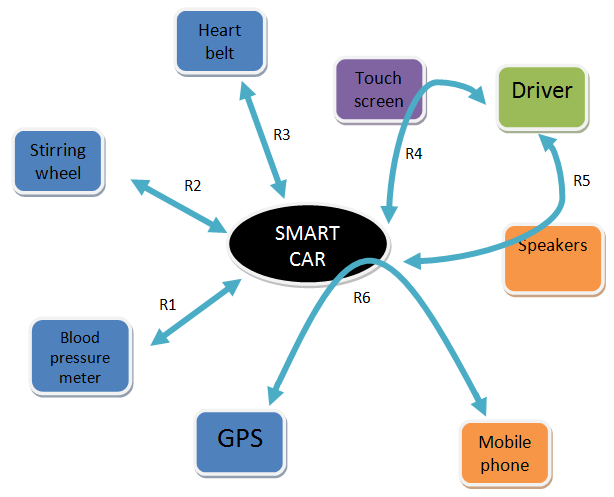 Heart
belt
Touch
screen
Driver
R3
R4
Stirring
wheel
R2
R5
SMART
CAR
Speakers
R1
R6
Blood
pressure
meter
GPS
Mobile
phone